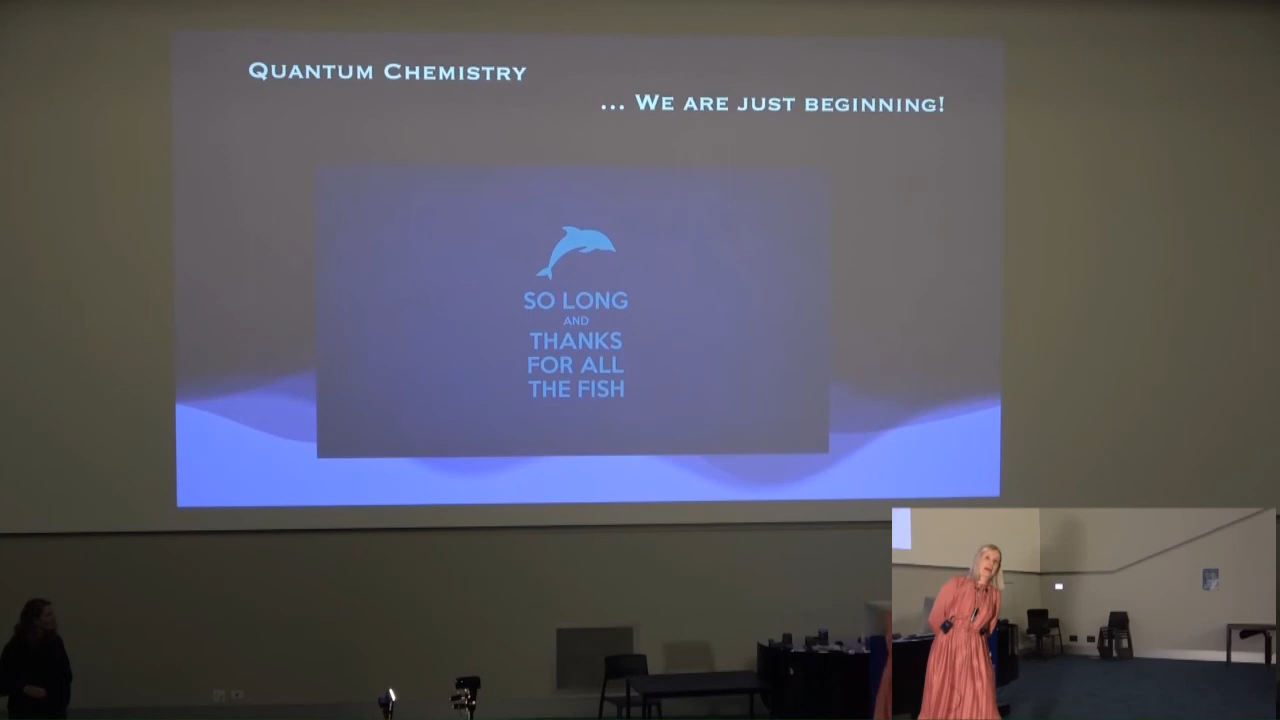 QUANTUM CHEMISTRY
... WE ARE JUST BEGINNING!
SO LONG
AND
THANKS
FOR ALL
THE FISH